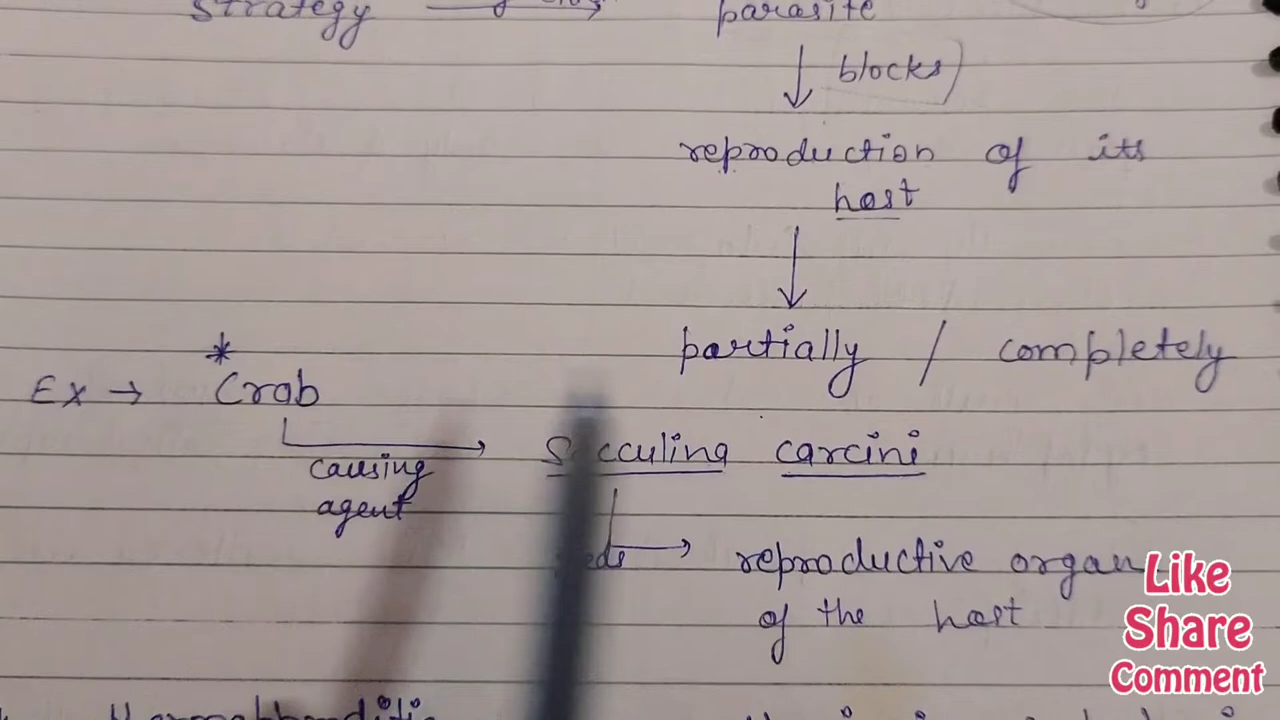 strategy parasite
blocks
reproduction of its
host
partially / completely
*
Ex → Crab
causing
agent
carcini
reproductive organ
of the host
Like
Share
Comment